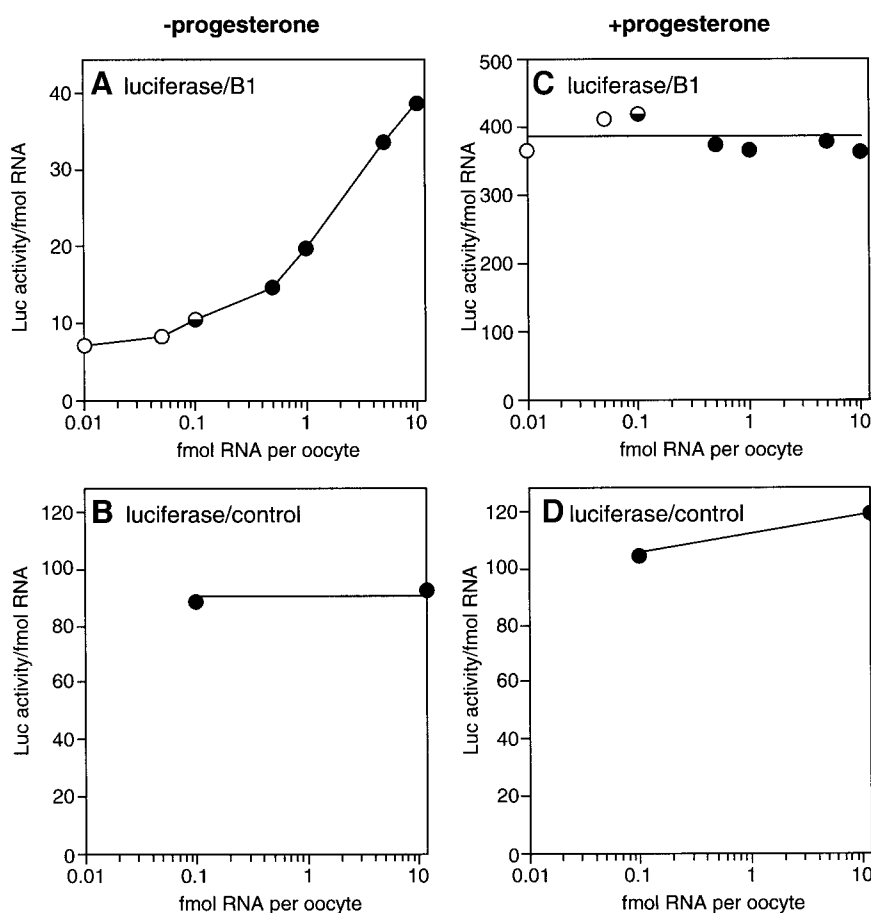 -progesterone
+progesterone
A luciferase/B1
Luc activity/fmol RNA
40
30
20
10
0
0.01 0.1 1 10
fmol RNA per oocyte
C luciferase/B1
Luc activity/fmol RNA
500
400
300
200
100
0
0.01 0.1 1 10
fmol RNA per oocyte
B luciferase/control
Luc activity/fmol RNA
120
100
80
60
40
20
0
0.01 0.1 1 10
fmol RNA per oocyte
D luciferase/control
Luc activity/fmol RNA
120
100
80
60
40
20
0
0.01 0.1 1 10
fmol RNA per oocyte